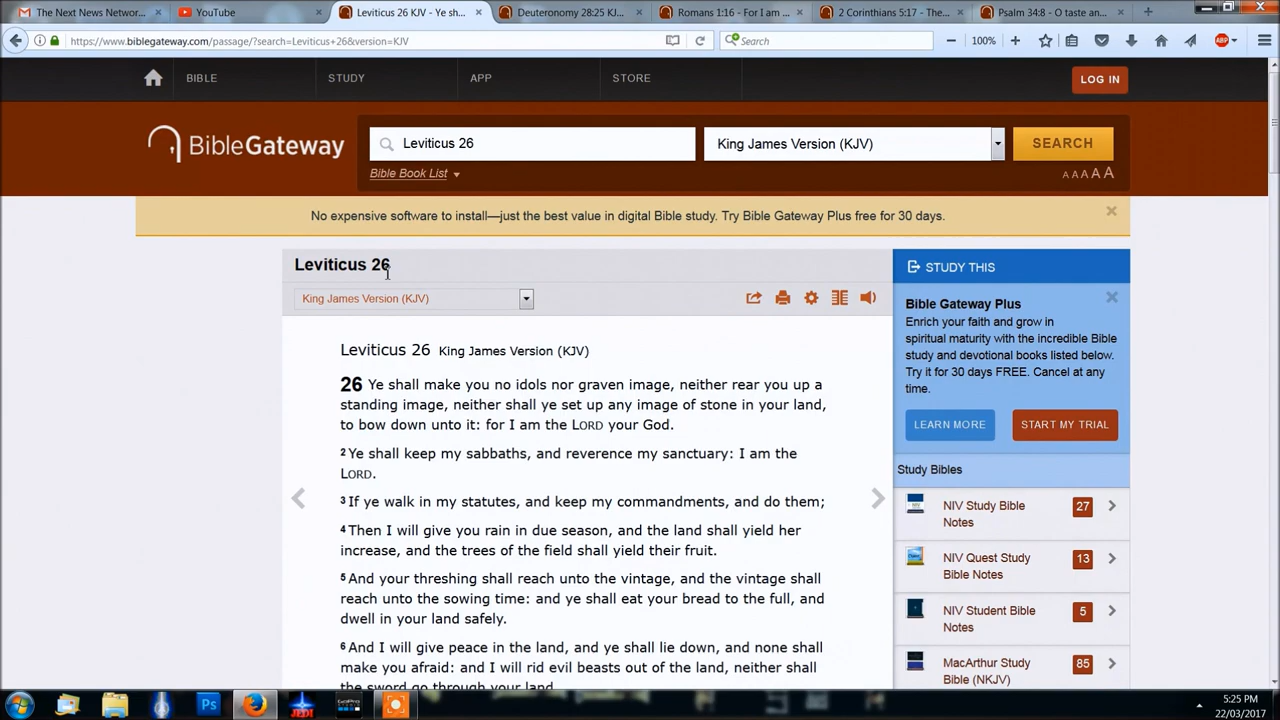 The Next News Network...
YouTube
Leviticus 26 KJV - Ye sh...
Deuteronomy 28:25 KJ...
Romans 1:16 - For I am ...
2 Corinthians 5:17 - The...
Psalm 34:8 - O taste an...
https://www.biblegateway.com/passage/?search=Leviticus+26&version=KJV
Search
100%
ABP
BIBLE
STUDY
APP
STORE
LOG IN
BibleGateway
Leviticus 26
King James Version (KJV)
SEARCH
Bible Book List
A A A A A
No expensive software to install—just the best value in digital Bible study. Try Bible Gateway Plus free for 30 days.
Leviticus 26
King James Version (KJV)
Leviticus 26 King James Version (KJV)
26 Ye shall make you no idols nor graven image, neither rear you up a
standing image, neither shall ye set up any image of stone in your land,
to bow down unto it: for I am the LORD your God.
2 Ye shall keep my sabbaths, and reverence my sanctuary: I am the
LORD.
3 If ye walk in my statutes, and keep my commandments, and do them;
4 Then I will give you rain in due season, and the land shall yield her
increase, and the trees of the field shall yield their fruit.
5 And your threshing shall reach unto the vintage, and the vintage shall
reach unto the sowing time: and ye shall eat your bread to the full, and
dwell in your land safely.
6 And I will give peace in the land, and ye shall lie down, and none shall
make you afraid: and I will rid evil beasts out of the land, neither shall
the sword go through your land.
STUDY THIS
Bible Gateway Plus
Enrich your faith and grow in
spiritual maturity with the incredible Bible
study and devotional books listed below.
Try it for 30 days FREE. Cancel at any
time.
LEARN MORE
START MY TRIAL
Study Bibles
NIV Study Bible
Notes
27
NIV Quest Study
Bible Notes
13
NIV Student Bible
Notes
5
MacArthur Study
Bible (NKJV)
85
Ps
JEDI
5:25 PM
22/03/2017